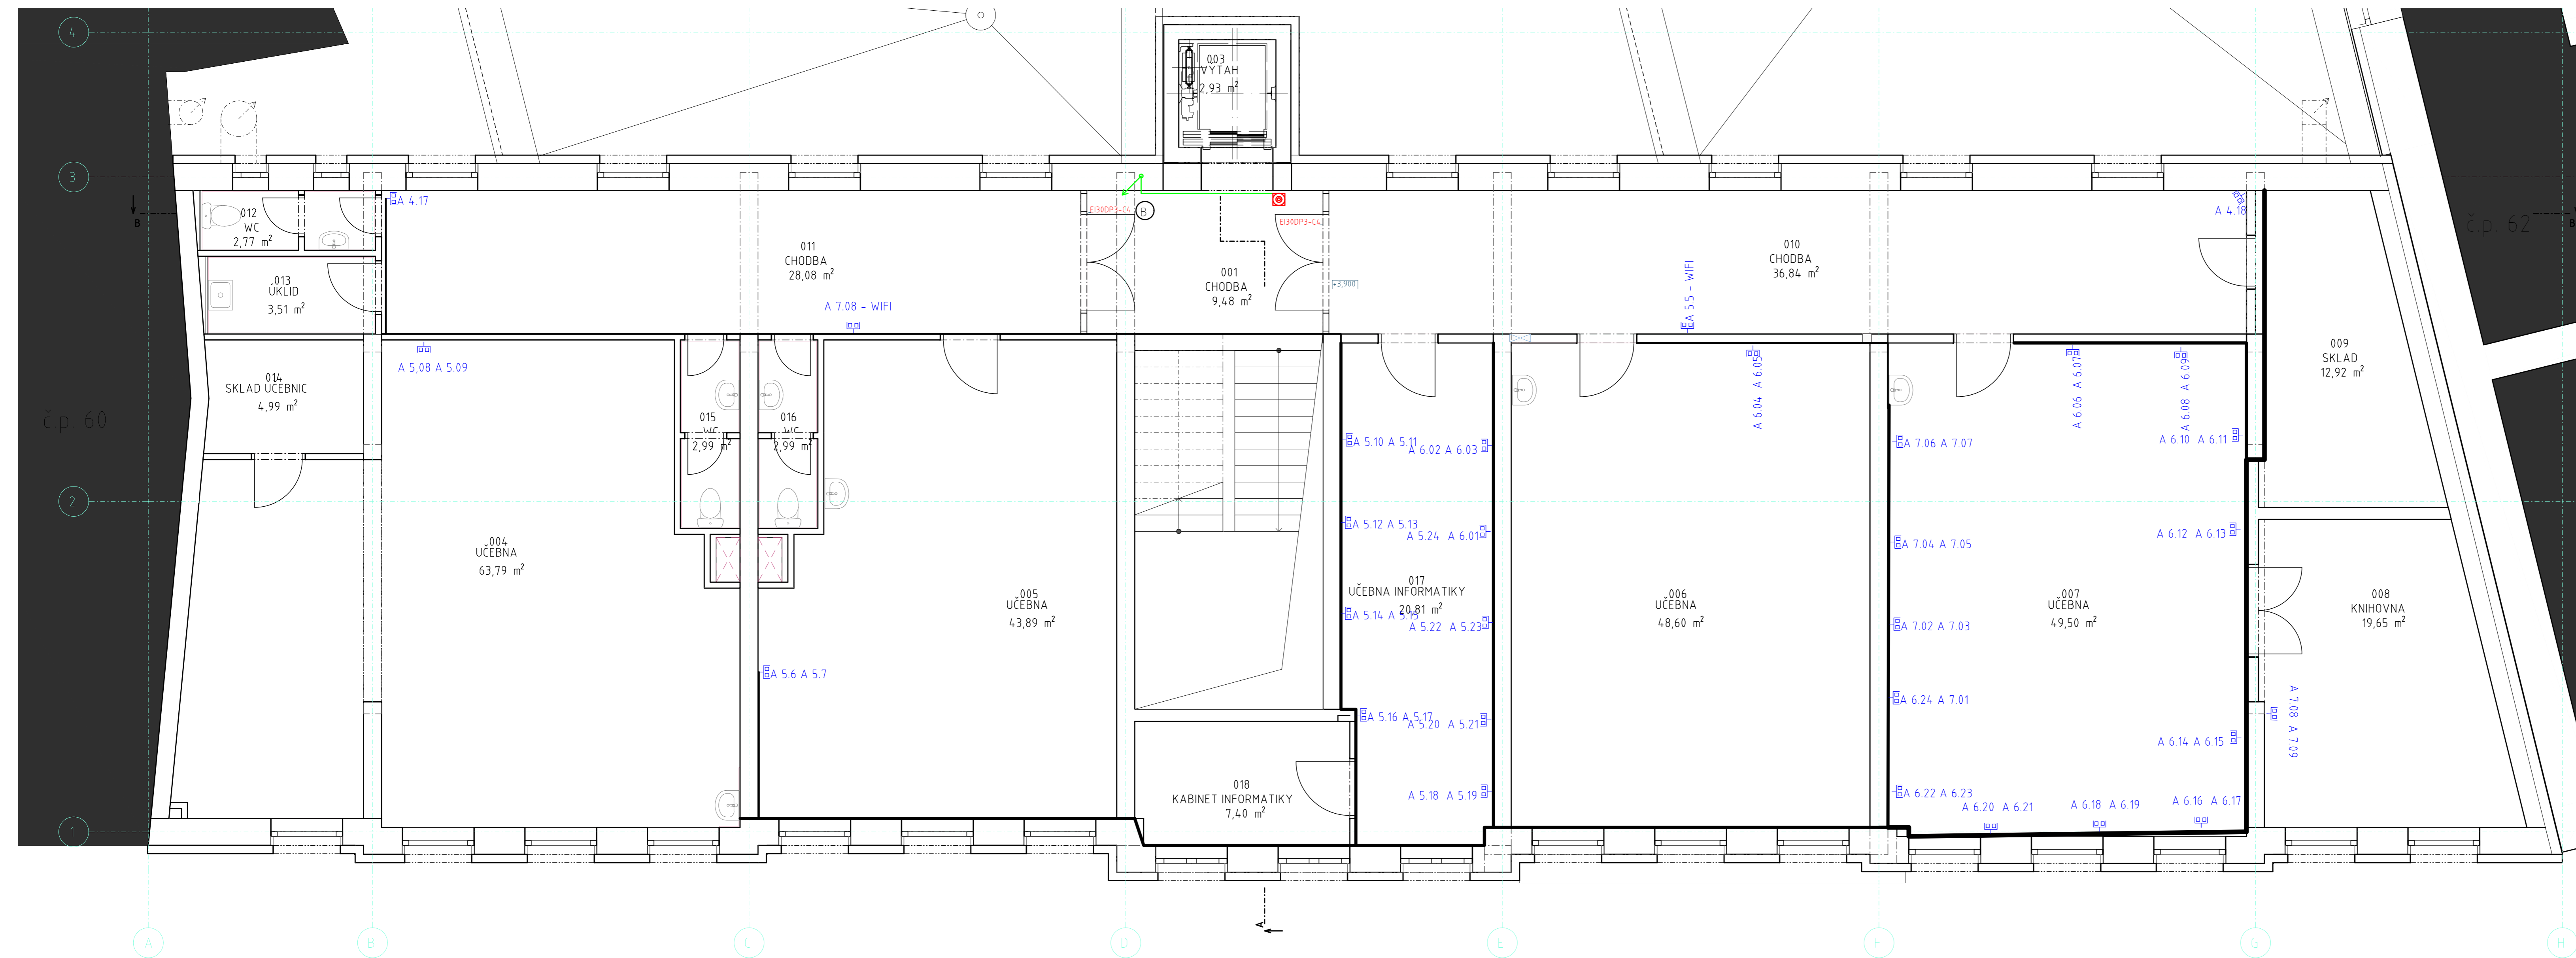 4
3
2
1
A
B
C
D
E
F
G
H
č.p. 60
č.p. 62
B
B
A
B
003
VÝTAH
2,93 m²
012
WC
2,77 m²
013
ÚKLID
3,51 m²
014
SKLAD UČEBNIC
4,99 m²
011
CHODBA
28,08 m²
001
CHODBA
9,48 m²
010
CHODBA
36,84 m²
009
SKLAD
12,92 m²
015
WC
2,99 m²
016
WC
2,99 m²
004
UČEBNA
63,79 m²
005
UČEBNA
43,89 m²
017
UČEBNA INFORMATIKY
20,81 m²
006
UČEBNA
48,60 m²
007
UČEBNA
49,50 m²
008
KNIHOVNA
19,65 m²
018
KABINET INFORMATIKY
7,40 m²
EI30DP3-C4
EI30DP3-C4
+3,900
A 4.17
A 4.18
A 7.08 - WIFI
A 5.5 - WIFI
A 5,08 A 5.09
A 5.6 A 5.7
A 5.10 A 5.11
A 6.02 A 6.03
A 5.12 A 5.13
A 5.24 A 6.01
A 5.14 A 5.15
A 5.22 A 5.23
A 5.16 A 5.17
A 5.20 A 5.21
A 5.18 A 5.19
A 6.04 A 6.05
A 6.06 A 6.07
A 6.08 A 6.09
A 6.10 A 6.11
A 7.06 A 7.07
A 6.12 A 6.13
A 7.04 A 7.05
A 7.02 A 7.03
A 6.24 A 7.01
A 6.14 A 6.15
A 6.22 A 6.23
A 6.20 A 6.21
A 6.18 A 6.19
A 6.16 A 6.17
A 7.08 A 7.09